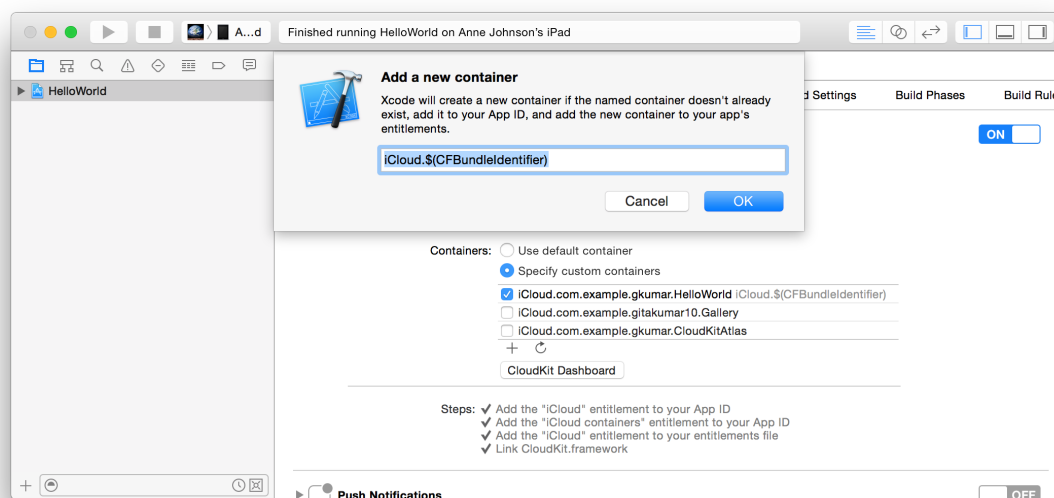 A...d
Finished running HelloWorld on Anne Johnson's iPad
HelloWorld
Add a new container
Xcode will create a new container if the named container doesn't already
exist, add it to your App ID, and add the new container to your app's
entitlements.
iCloud.$(CFBundleIdentifier)
Cancel OK
Settings Build Phases Build
ON
Containers: Use default container
Specify custom containers
iCloud.com.example.gkumar.HelloWorld iCloud.$(CFBundleIdentifier)
iCloud.com.example.gitakumar10.Gallery
iCloud.com.example.gkumar.CloudKitAtlas
CloudKit Dashboard
Steps: ✔ Add the "iCloud" entitlement to your App ID
✔ Add the "iCloud containers" entitlement to your App ID
✔ Add the "iCloud" entitlement to your entitlements file
✔ Link CloudKit.framework
Push Notifications
OFF